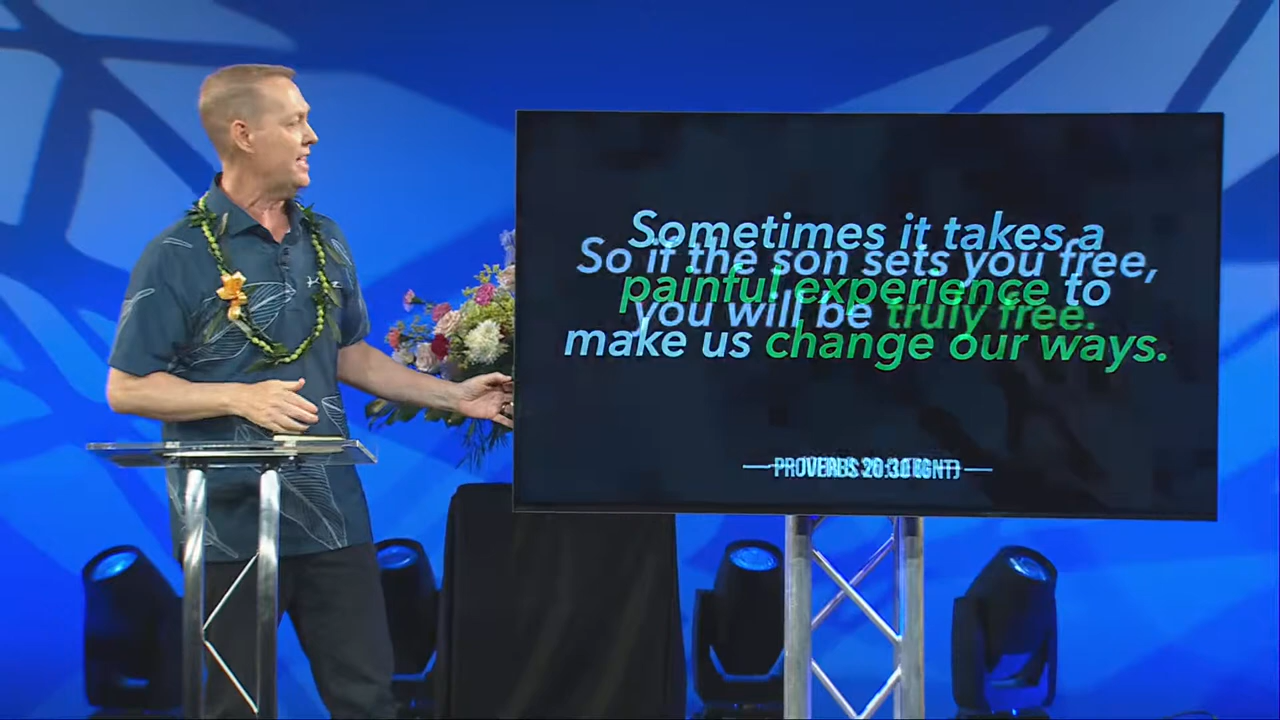 Sometimes it takes a
So if the son sets you free,
painful experience to
you will be truly free.
make us change our ways.
PROVERBS 20:30 (GNT)